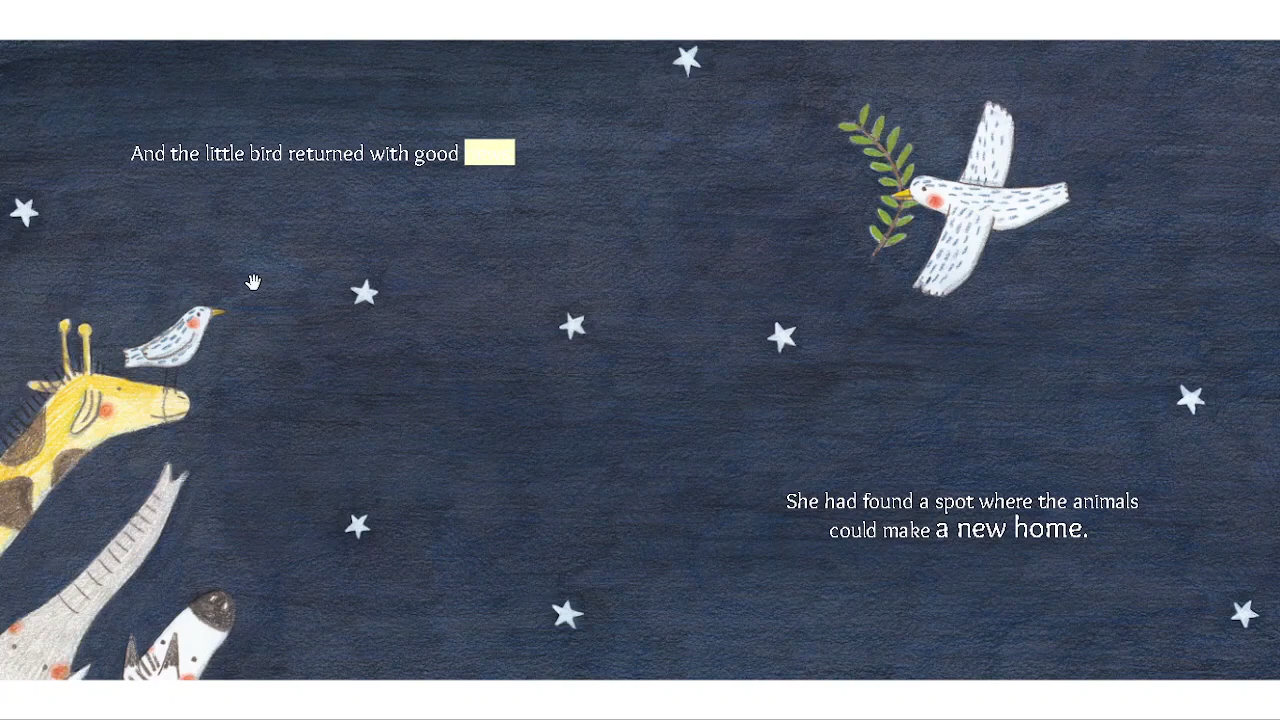 And the little bird returned with good
She had found a spot where the animals
could make a new home.